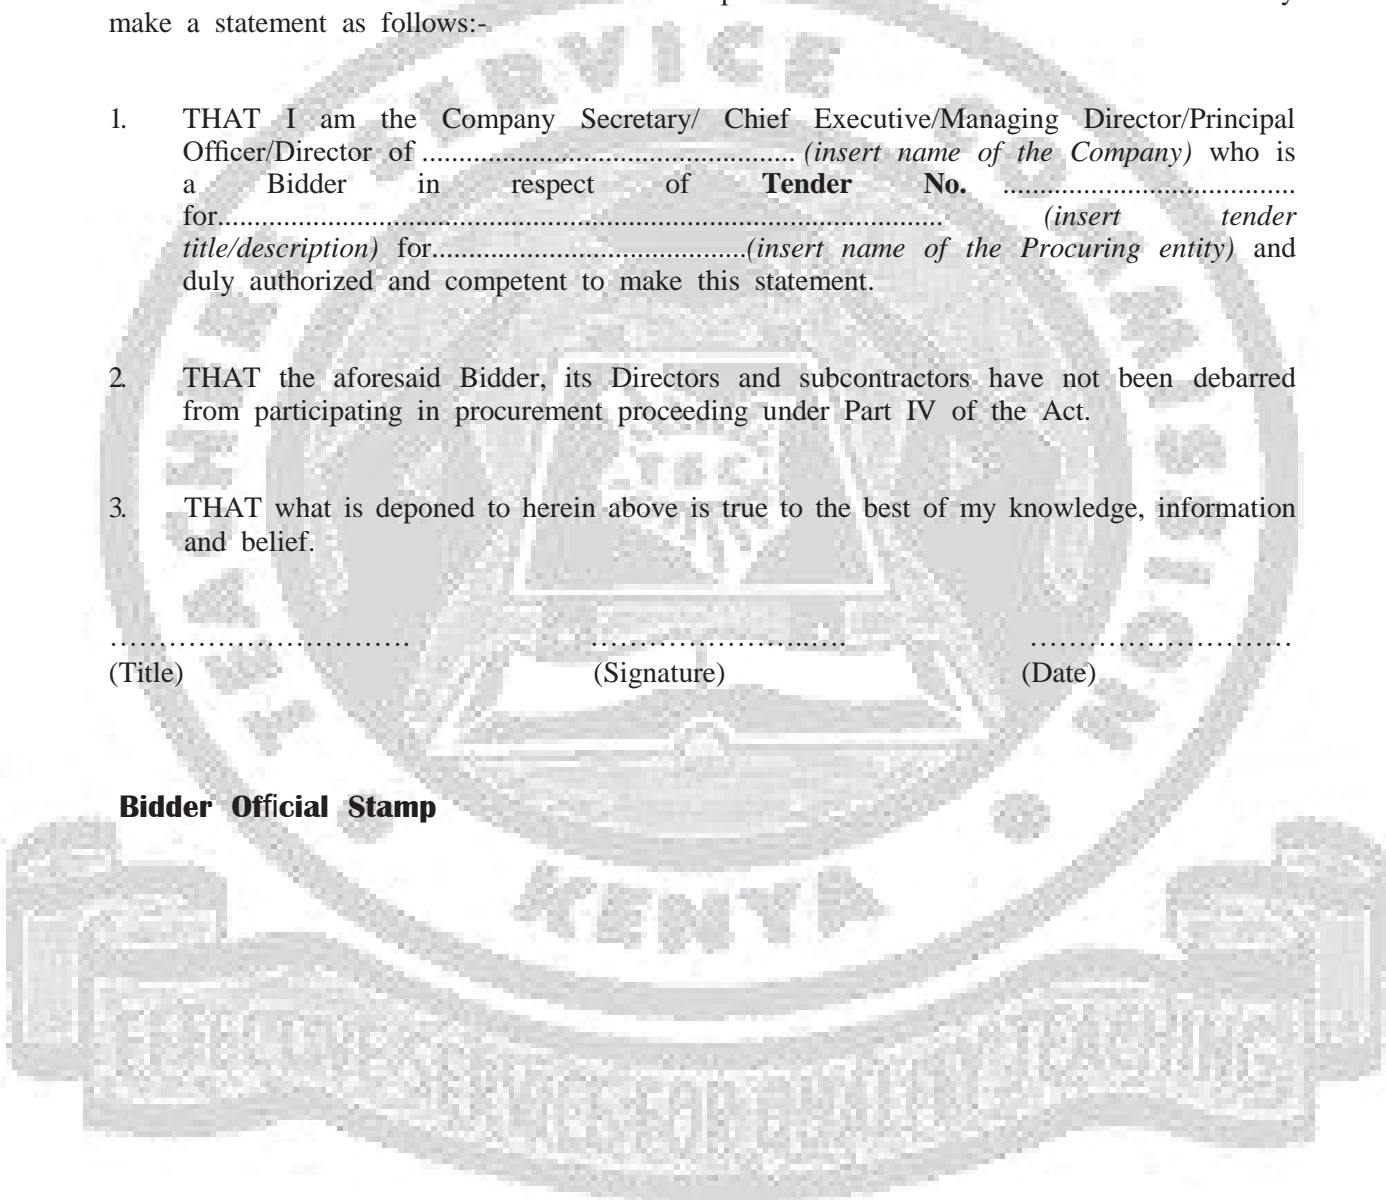 make a statement as follows:-
1. THAT I am the Company Secretary/ Chief Executive/Managing Director/Principal
Officer/Director of ................................................... (insert name of the Company) who is
a Bidder in respect of Tender No. ........................................
for................................................................................................... (insert tender
title/description) for...........................................(insert name of the Procuring entity) and
duly authorized and competent to make this statement.
2. THAT the aforesaid Bidder, its Directors and subcontractors have not been debarred
from participating in procurement proceeding under Part IV of the Act.
3. THAT what is deponed to herein above is true to the best of my knowledge, information
and belief.
…………………………. ……………………..…. ………………………
(Title) (Signature) (Date)
Bidder Official Stamp
TEACHERS SERVICE COMMISSION
TSC
KENYA